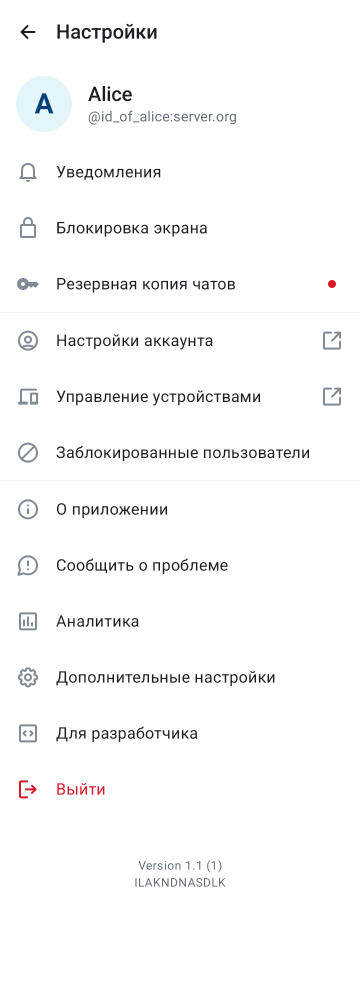 Настройки
A
Alice
@id_of_alice:server.org
Уведомления
Блокировка экрана
Резервная копия чатов
Настройки аккаунта
Управление устройствами
Заблокированные пользователи
О приложении
Сообщить о проблеме
Аналитика
Дополнительные настройки
Для разработчика
Выйти
Version 1.1 (1)
ILAKNDNASDLK